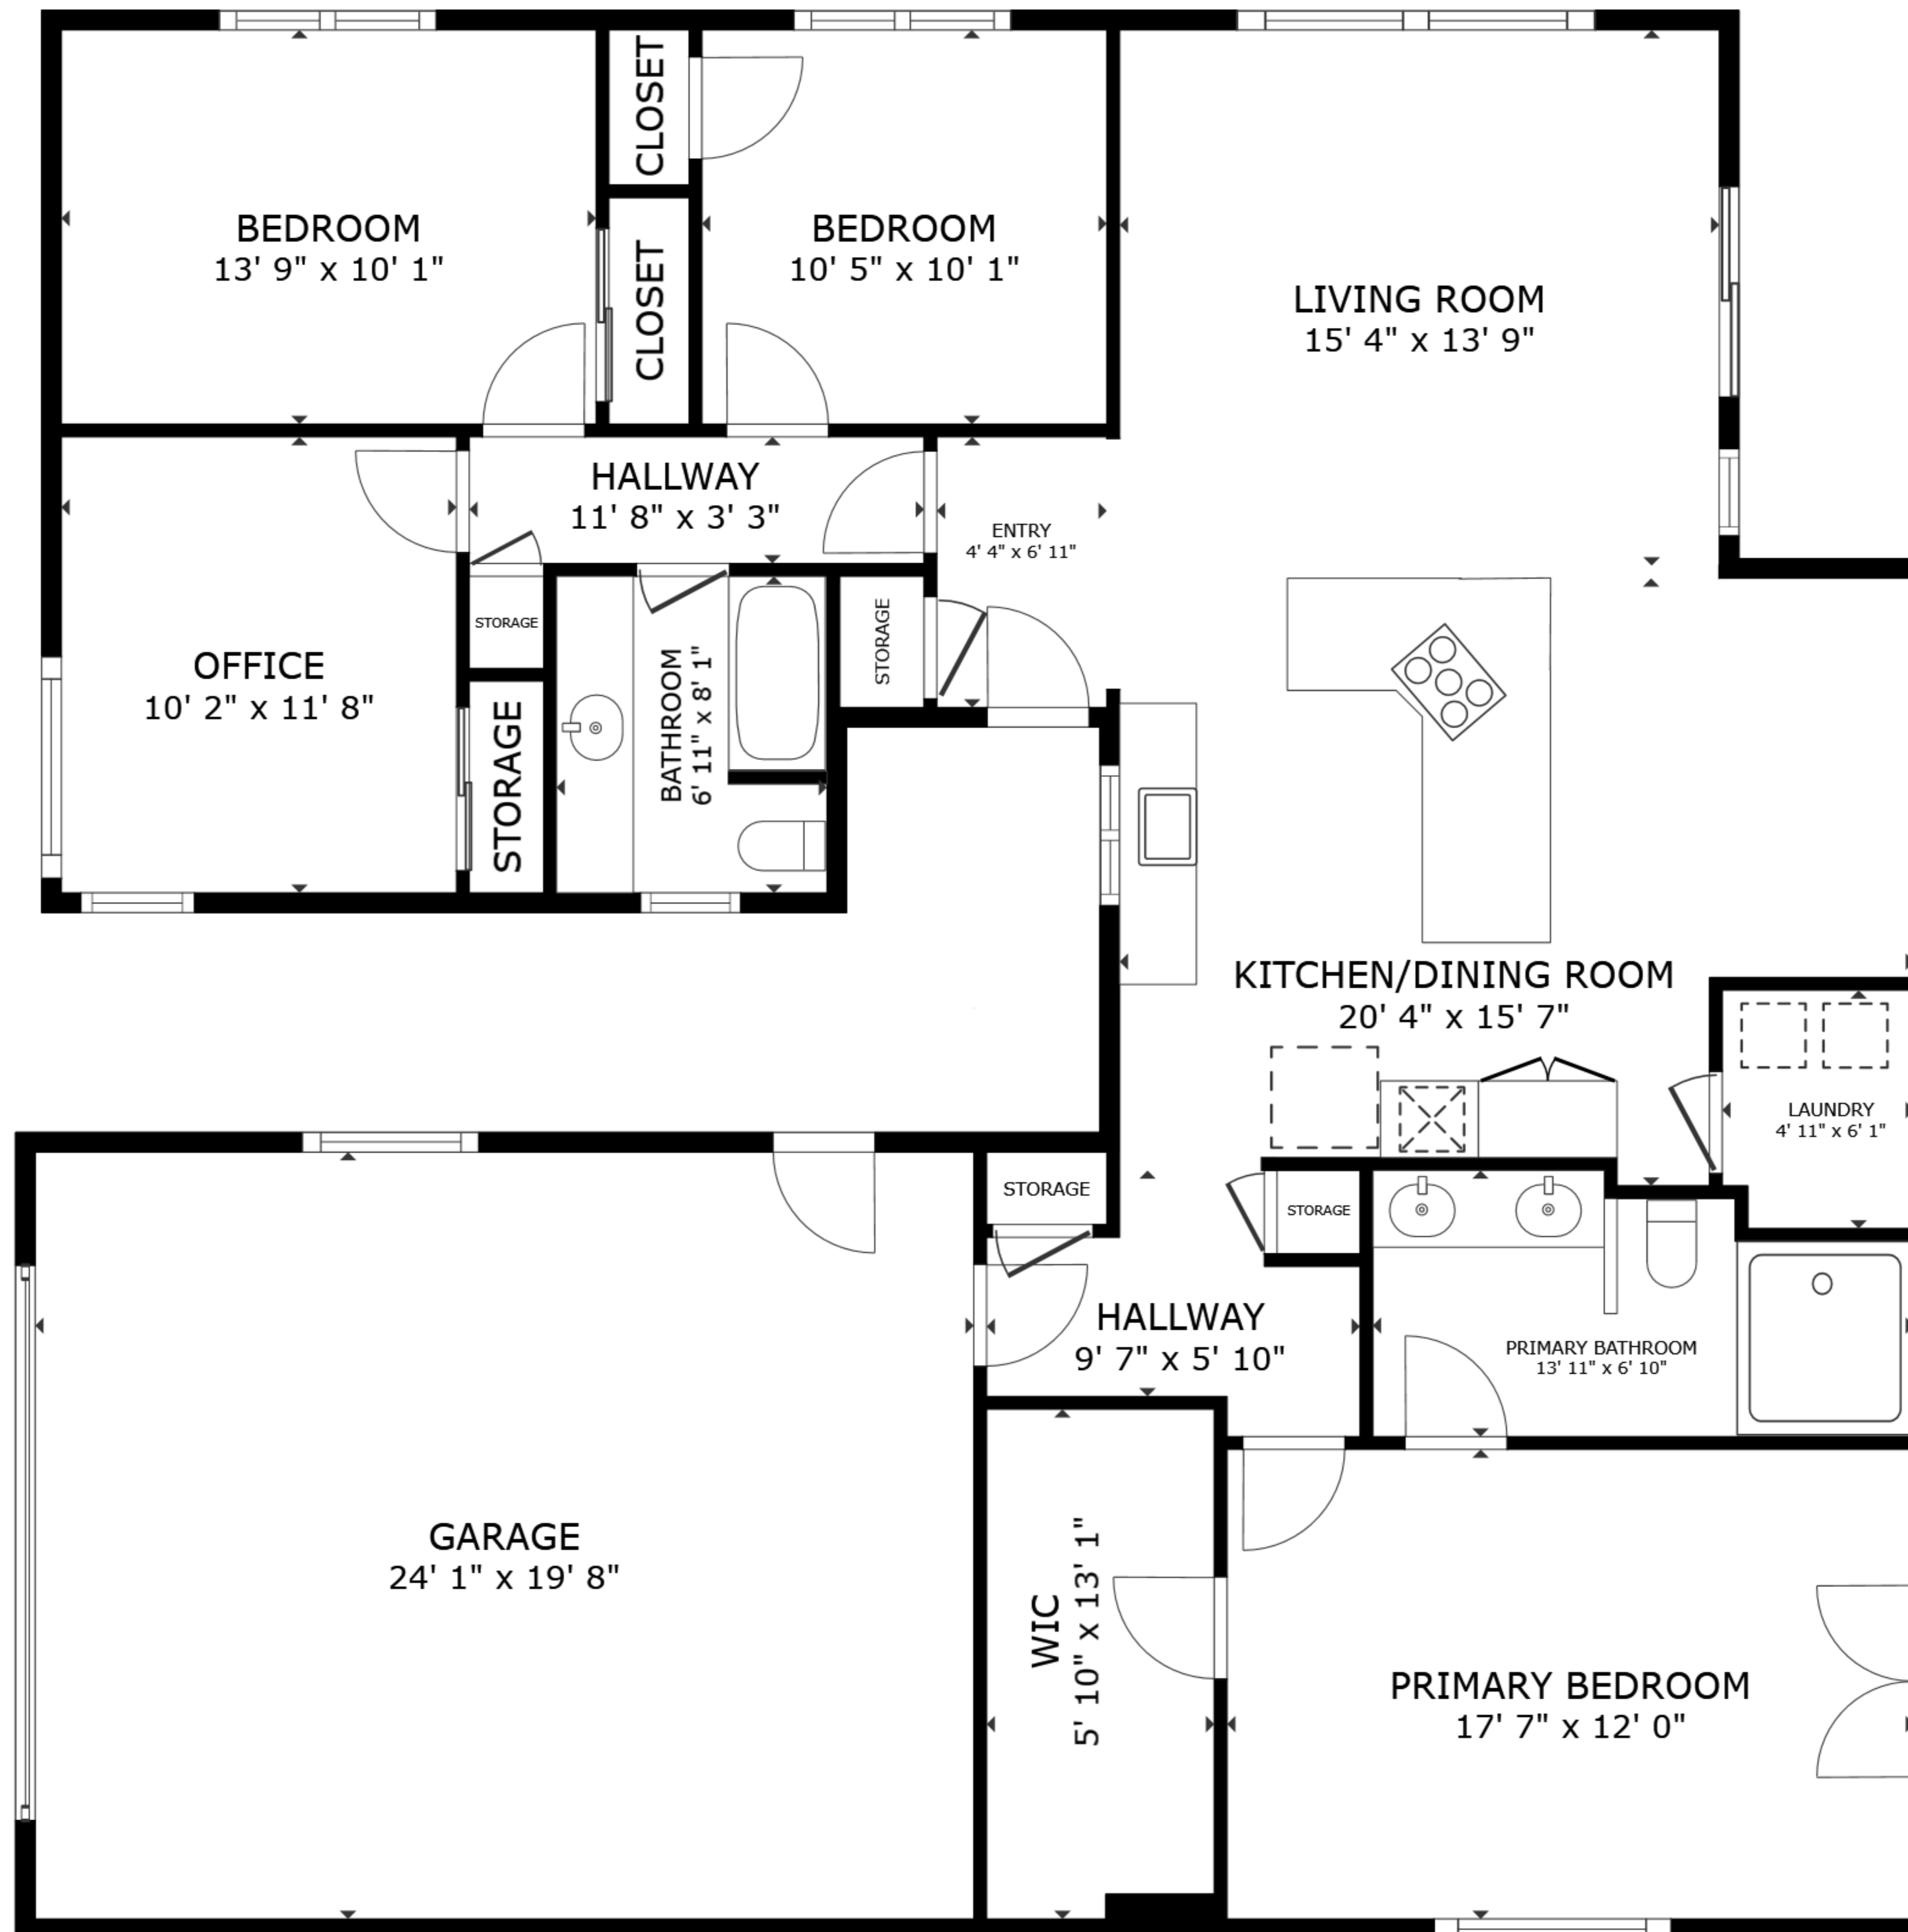 CLOSET
BEDROOM
13' 9" x 10' 1"
CLOSET
BEDROOM
10' 5" x 10' 1"
LIVING ROOM
15' 4" x 13' 9"
HALLWAY
11' 8" x 3' 3"
ENTRY
4' 4" x 6' 11"
OFFICE
10' 2" x 11' 8"
STORAGE
STORAGE
BATHROOM
6' 11" x 8' 1"
STORAGE
KITCHEN/DINING ROOM
20' 4" x 15' 7"
LAUNDRY
4' 11" x 6' 1"
STORAGE
STORAGE
HALLWAY
9' 7" x 5' 10"
PRIMARY BATHROOM
13' 11" x 6' 10"
GARAGE
24' 1" x 19' 8"
WIC
5' 10" x 13' 1"
PRIMARY BEDROOM
17' 7" x 12' 0"